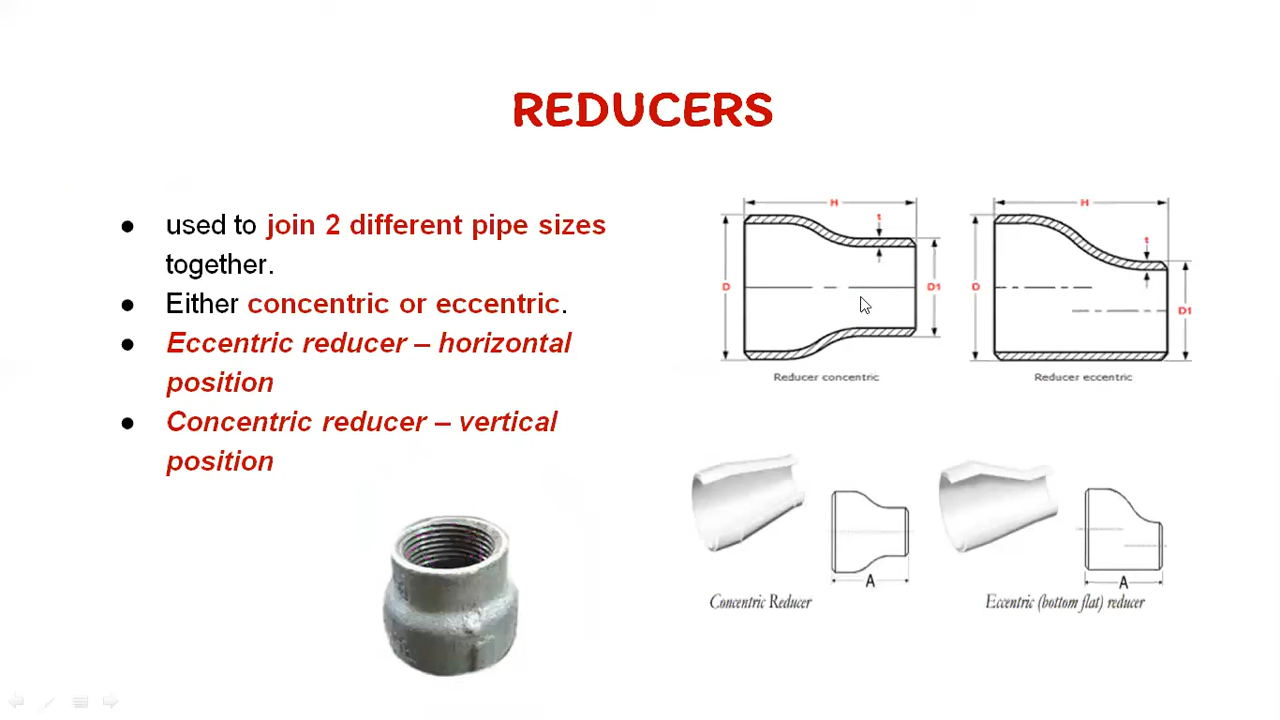 REDUCERS
● used to join 2 different pipe sizes
together.
● Either concentric or eccentric.
● Eccentric reducer – horizontal
position
● Concentric reducer – vertical
position
H
t
D
D1
Reducer concentric
H
t
D
D1
Reducer eccentric
A
Concentric Reducer
A
Eccentric (bottom flat) reducer